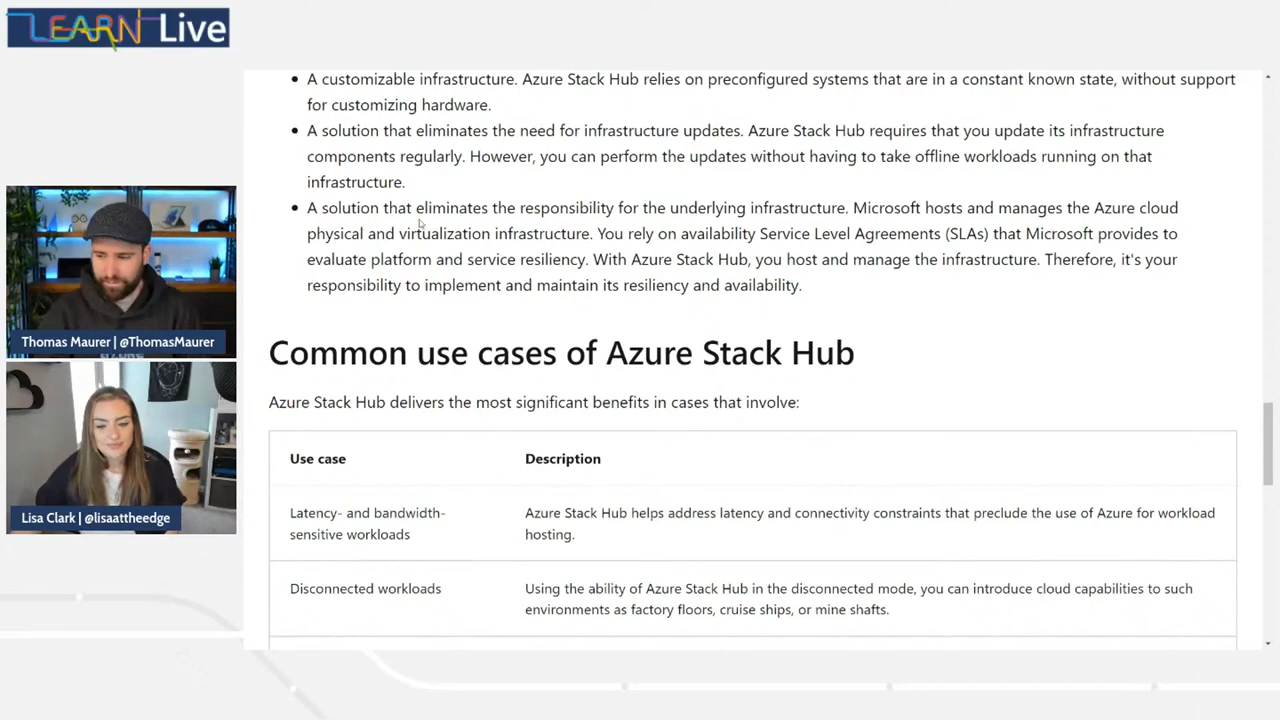 LEARN Live
• A customizable infrastructure. Azure Stack Hub relies on preconfigured systems that are in a constant known state, without support
for customizing hardware.
• A solution that eliminates the need for infrastructure updates. Azure Stack Hub requires that you update its infrastructure
components regularly. However, you can perform the updates without having to take offline workloads running on that
infrastructure.
• A solution that eliminates the responsibility for the underlying infrastructure. Microsoft hosts and manages the Azure cloud
physical and virtualization infrastructure. You rely on availability Service Level Agreements (SLAs) that Microsoft provides to
evaluate platform and service resiliency. With Azure Stack Hub, you host and manage the infrastructure. Therefore, it's your
responsibility to implement and maintain its resiliency and availability.
Common use cases of Azure Stack Hub
Azure Stack Hub delivers the most significant benefits in cases that involve:
Use case
Description
Latency- and bandwidth-
sensitive workloads
Azure Stack Hub helps address latency and connectivity constraints that preclude the use of Azure for workload
hosting.
Disconnected workloads
Using the ability of Azure Stack Hub in the disconnected mode, you can introduce cloud capabilities to such
environments as factory floors, cruise ships, or mine shafts.
Thomas Maurer | @ThomasMaurer
Lisa Clark | @lisaattheedge